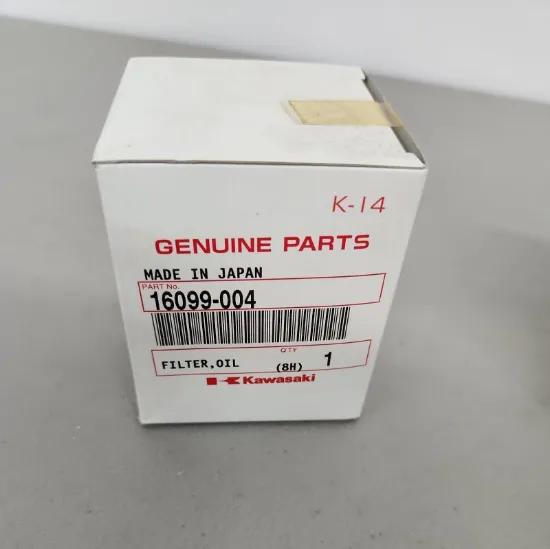 K-14
GENUINE PARTS
MADE IN JAPAN
PART No.
16099-004
FILTER,OIL (8H) QTY 1
Kawasaki